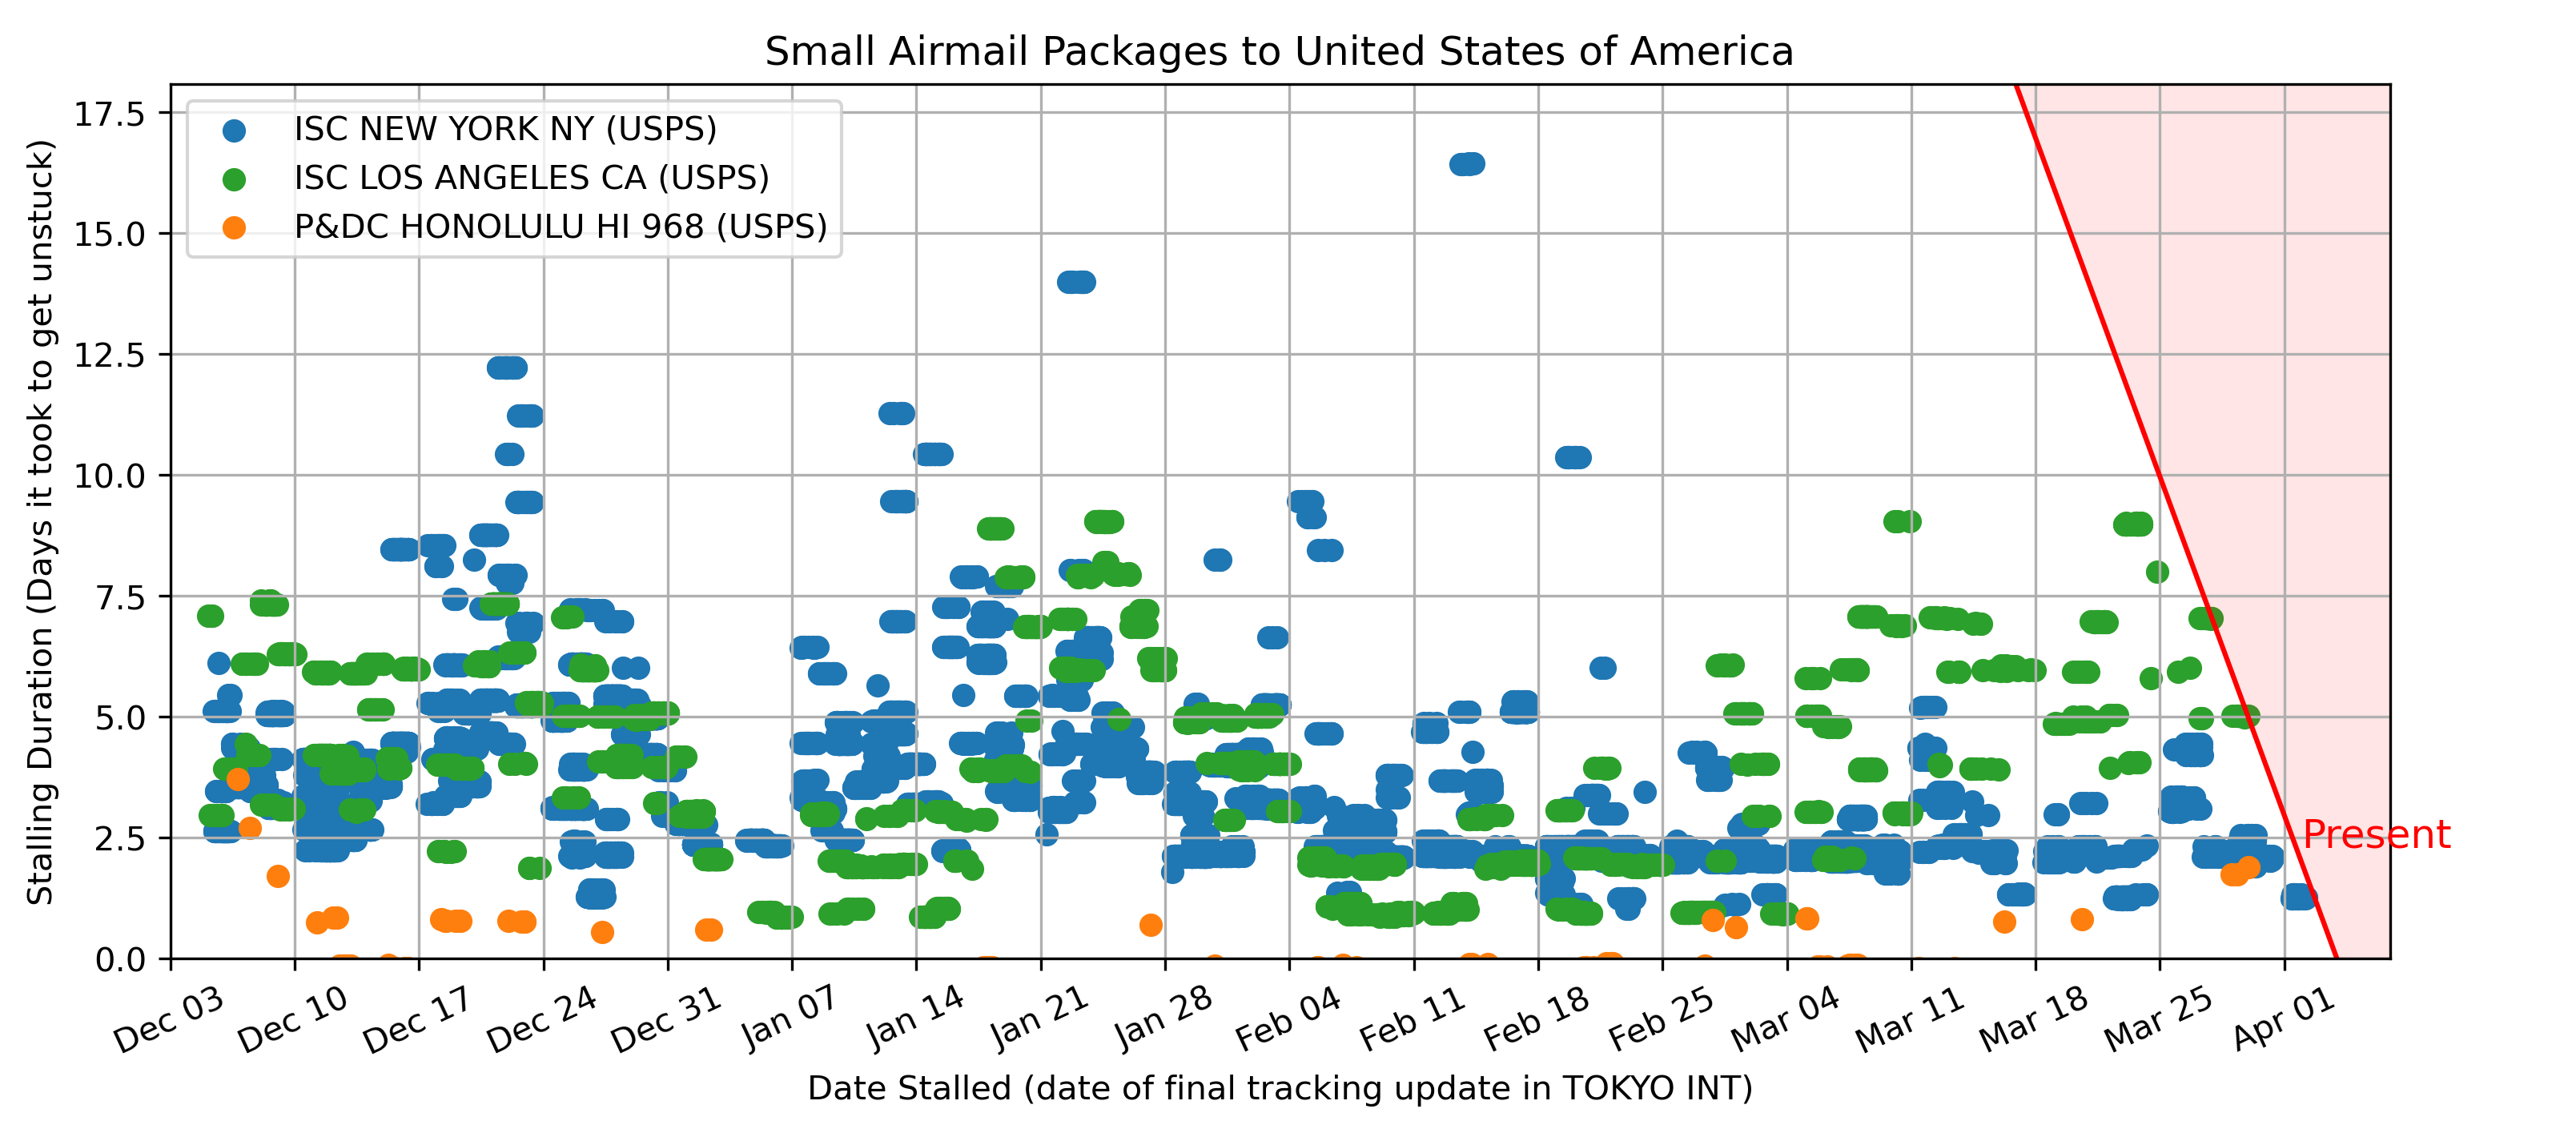 Small Airmail Packages to United States of America
ISC NEW YORK NY (USPS)
ISC LOS ANGELES CA (USPS)
P&DC HONOLULU HI 968 (USPS)
Stalling Duration (Days it took to get unstuck)
17.5
15.0
12.5
10.0
7.5
5.0
2.5
0.0
Present
Dec 03
Dec 10
Dec 17
Dec 24
Dec 31
Jan 07
Jan 14
Jan 21
Jan 28
Feb 04
Feb 11
Feb 18
Feb 25
Mar 04
Mar 11
Mar 18
Mar 25
Apr 01
Date Stalled (date of final tracking update in TOKYO INT)